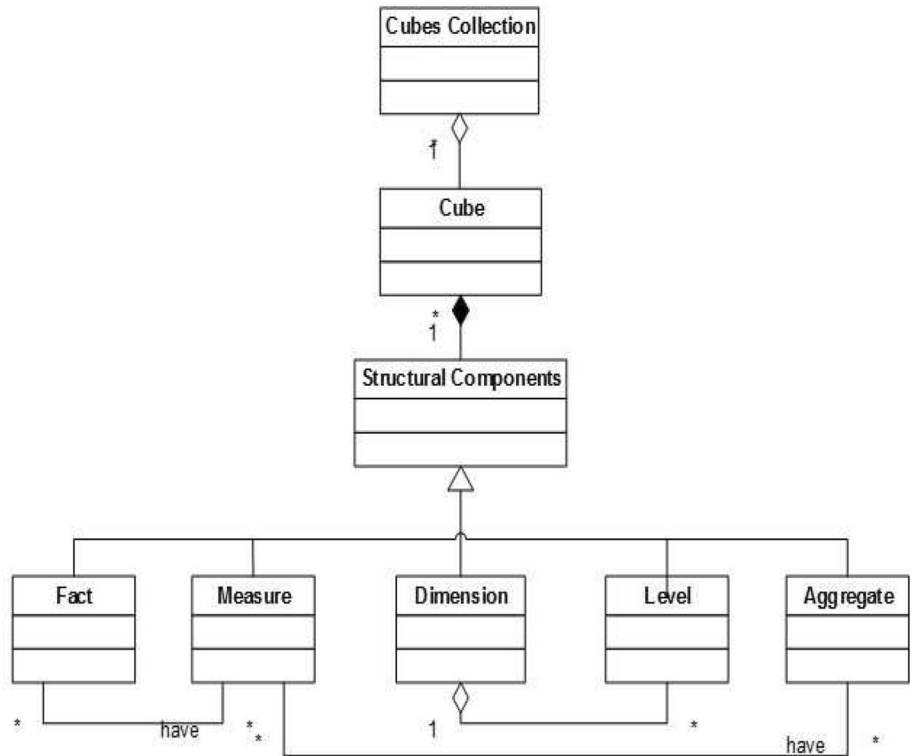 Cubes Collection
*
1
Cube
*
1
Structural Components
Fact Measure Dimension Level Aggregate
* have * * 1 * have *